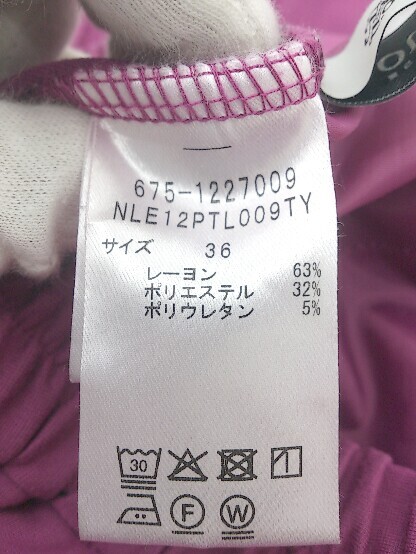 675-1227009
NLE12PTL009TY
サイズ 36
レーヨン 63%
ポリエステル 32%
ポリウレタン 5%
30
F W